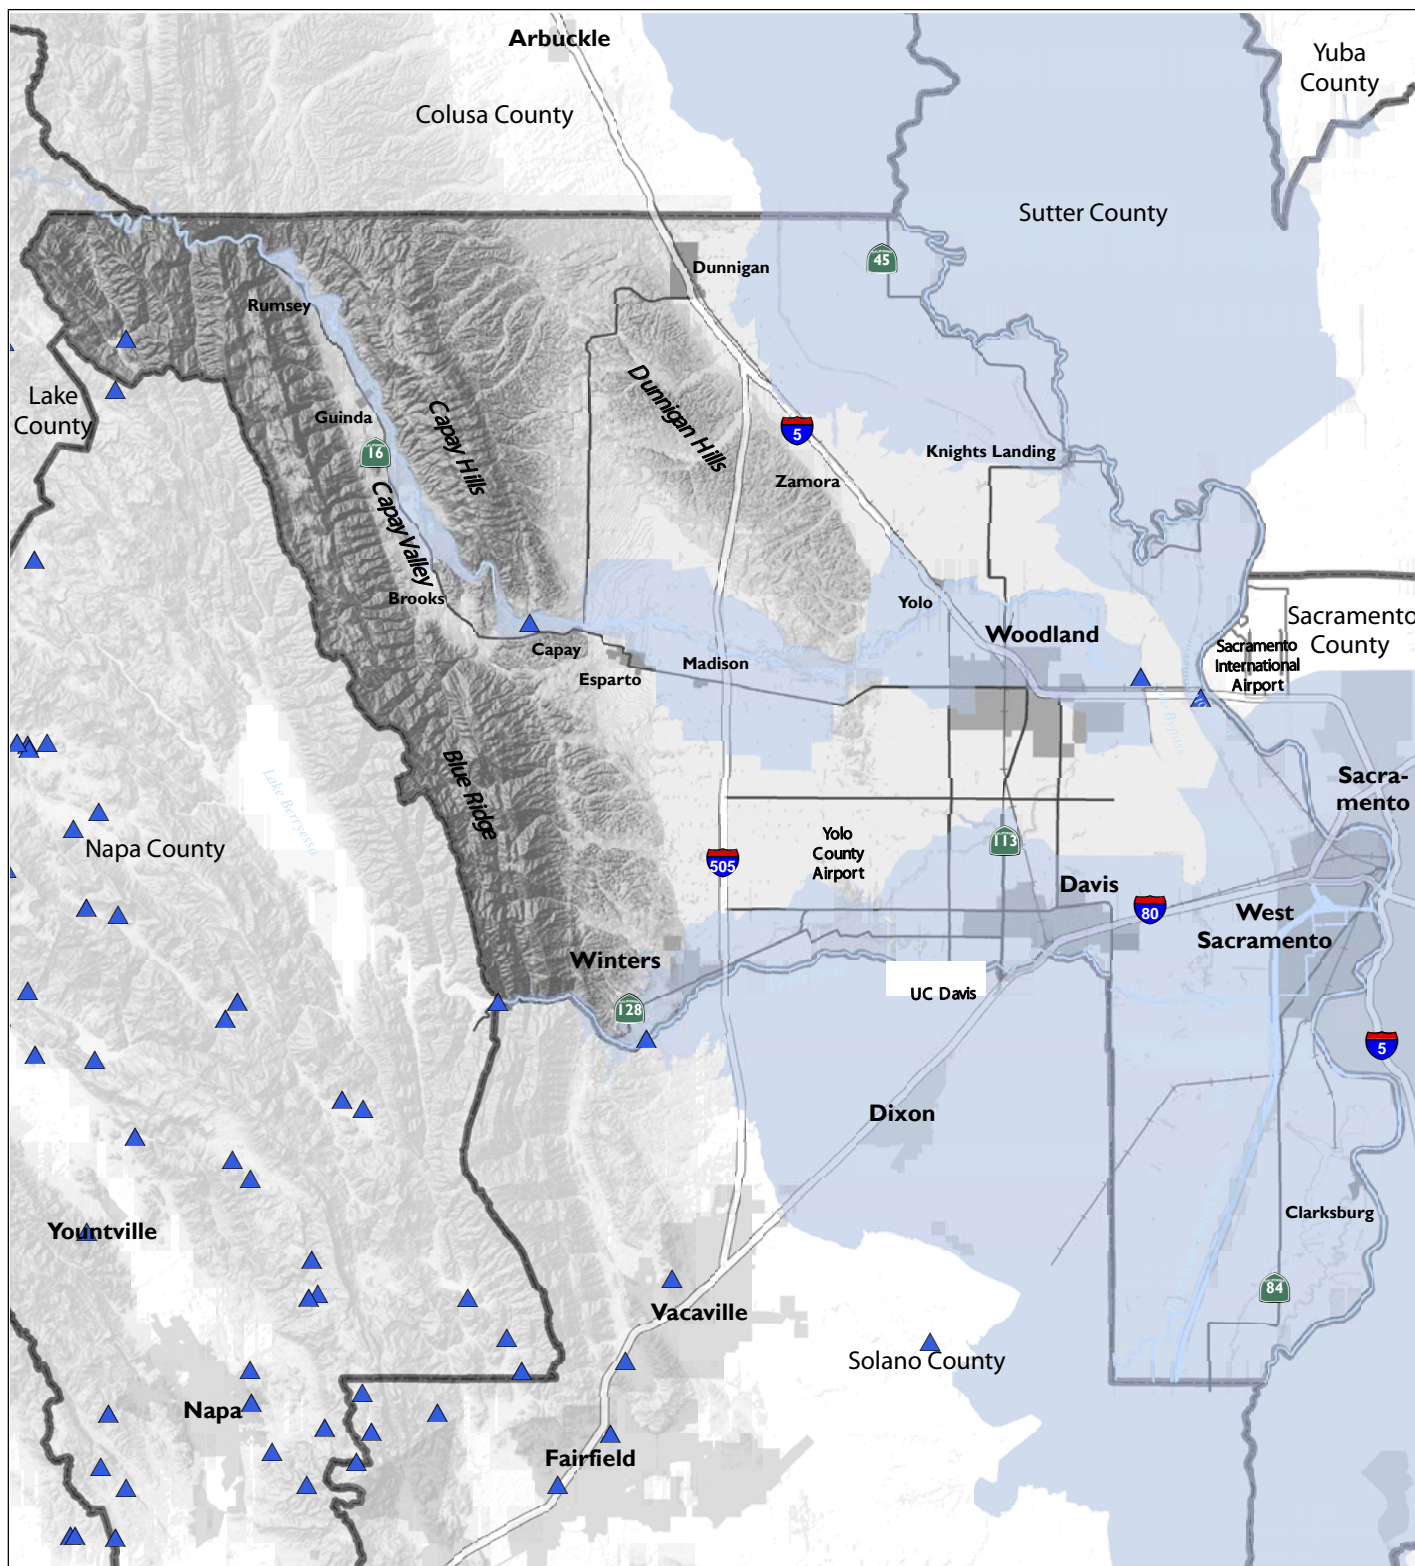 Arbuckle
Yuba
County
Colusa County
Sutter County
45
Dunnigan
Rumsey
Lake
County
Guinda
16
Capay Hills
Dunnigan Hills
5
Knights Landing
Zamora
Capay Valley
Brooks
Yolo
Woodland
Sacramento
County
Sacramento
International
Airport
Capay
Madison
Esparto
Bypass
Blue Ridge
Lake Berryessa
Sacra-
mento
Napa County
Yolo
County
Airport
505
113
Davis
80
West
Sacramento
Winters
128
UC Davis
5
Dixon
Yountville
Clarksburg
84
Vacaville
Solano County
Napa
Fairfield